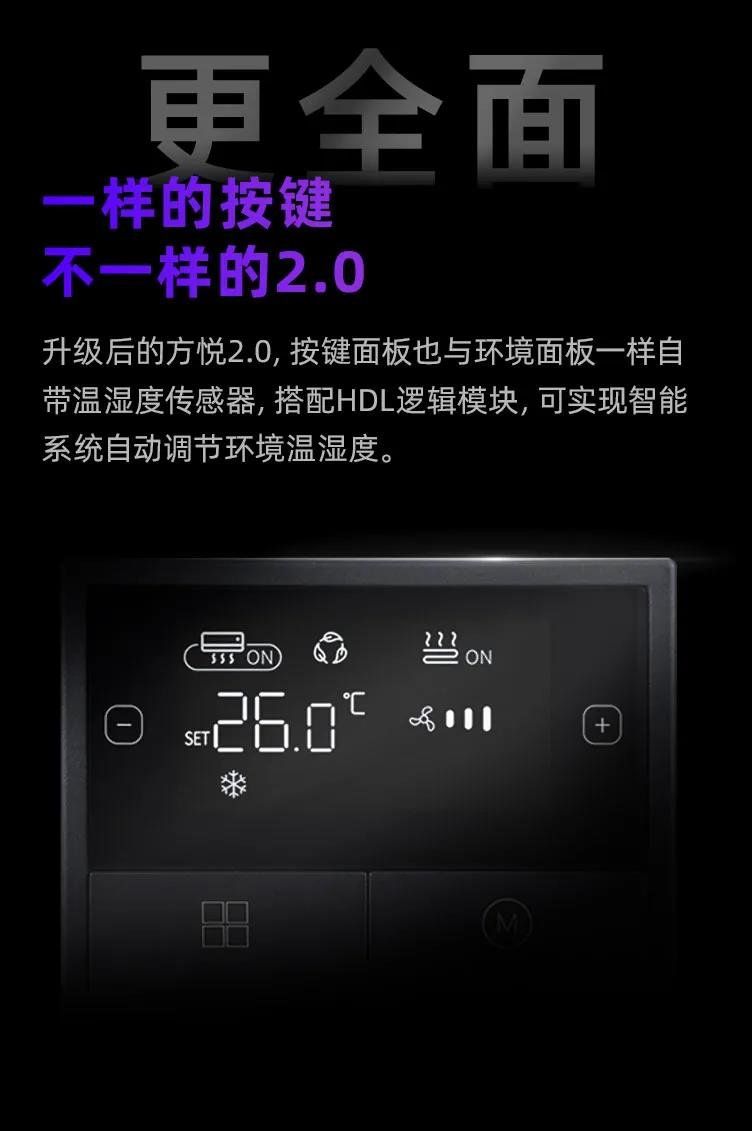 更全面
一样的按键
不一样的2.0
升级后的方悦2.0, 按键面板也与环境面板一样自
带温湿度传感器, 搭配HDL逻辑模块, 可实现智能
系统自动调节环境温湿度。
ON
ON
SET26.0℃
M